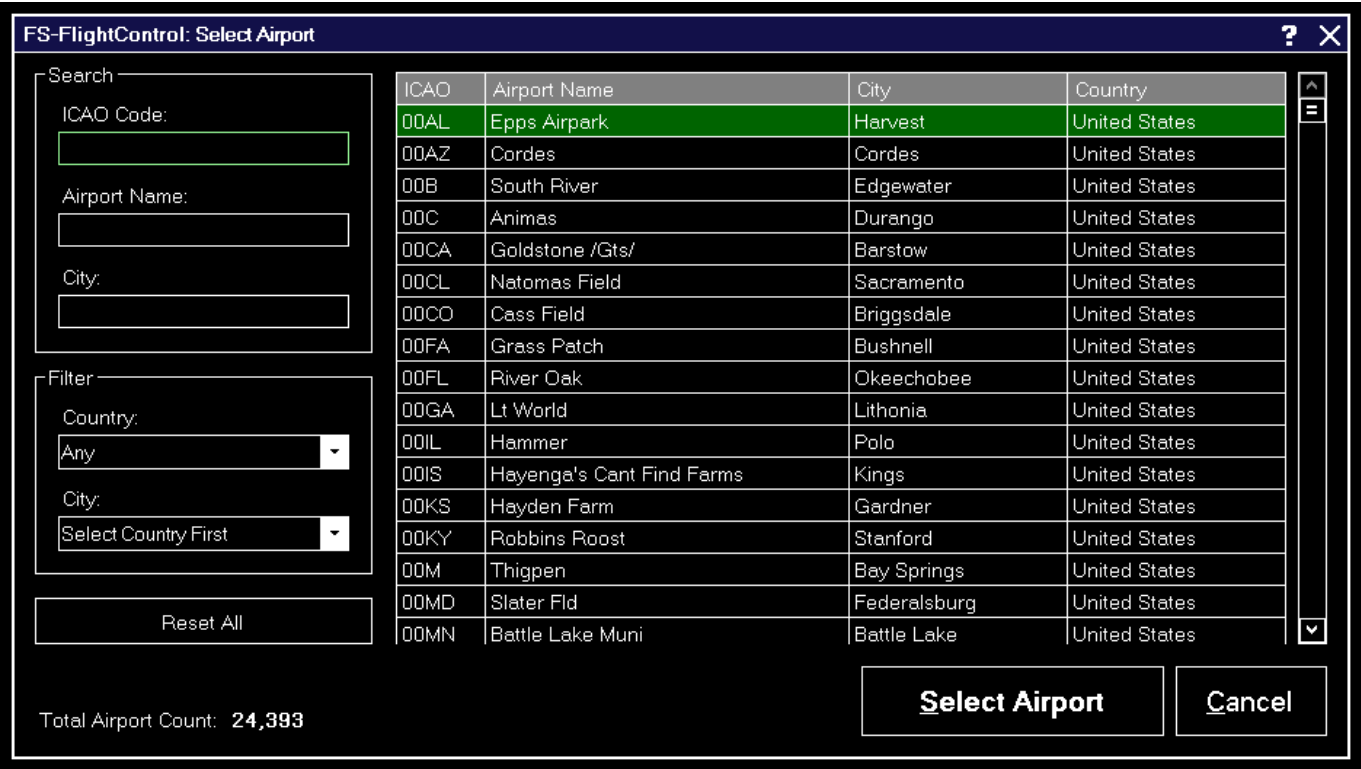 FS-FlightControl: Select Airport ? X
Search
ICAO Code:
Airport Name:
City:
Filter
Country:
Any
City:
Select Country First
Reset All
Total Airport Count: 24,393
ICAO Airport Name City Country
00AL Epps Airpark Harvest United States
00AZ Cordes Cordes United States
00B South River Edgewater United States
00C Animas Durango United States
00CA Goldstone /Gts/ Barstow United States
00CL Natomas Field Sacramento United States
00CO Cass Field Briggsdale United States
00FA Grass Patch Bushnell United States
00FL River Oak Okeechobee United States
00GA Lt World Lithonia United States
00IL Hammer Polo United States
00IS Hayenga's Cant Find Farms Kings United States
00KS Hayden Farm Gardner United States
00KY Robbins Roost Stanford United States
00M Thigpen Bay Springs United States
00MD Slater Fld Federalsburg United States
00MN Battle Lake Muni Battle Lake United States
Select Airport Cancel